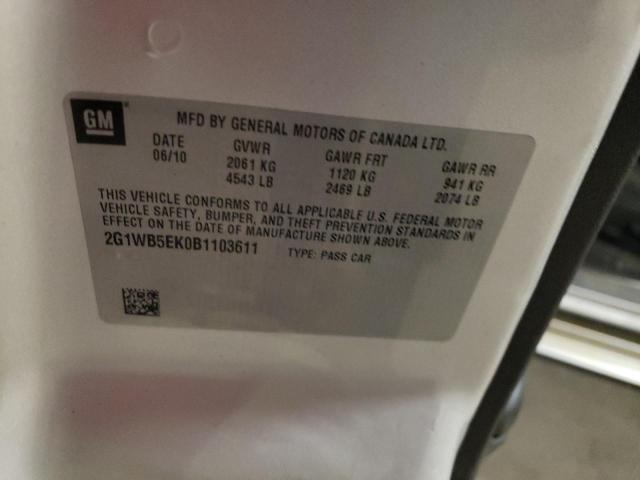 GM
MFD BY GENERAL MOTORS OF CANADA LTD.
DATE GVWR GAWR FRT GAWR RR
06/10 2061 KG 1120 KG 941 KG
4543 LB 2469 LB 2074 LB
THIS VEHICLE CONFORMS TO ALL APPLICABLE U.S. FEDERAL MOTOR
VEHICLE SAFETY, BUMPER, AND THEFT PREVENTION STANDARDS IN
EFFECT ON THE DATE OF MANUFACTURE SHOWN ABOVE.
2G1WB5EK0B1103611 TYPE: PASS CAR